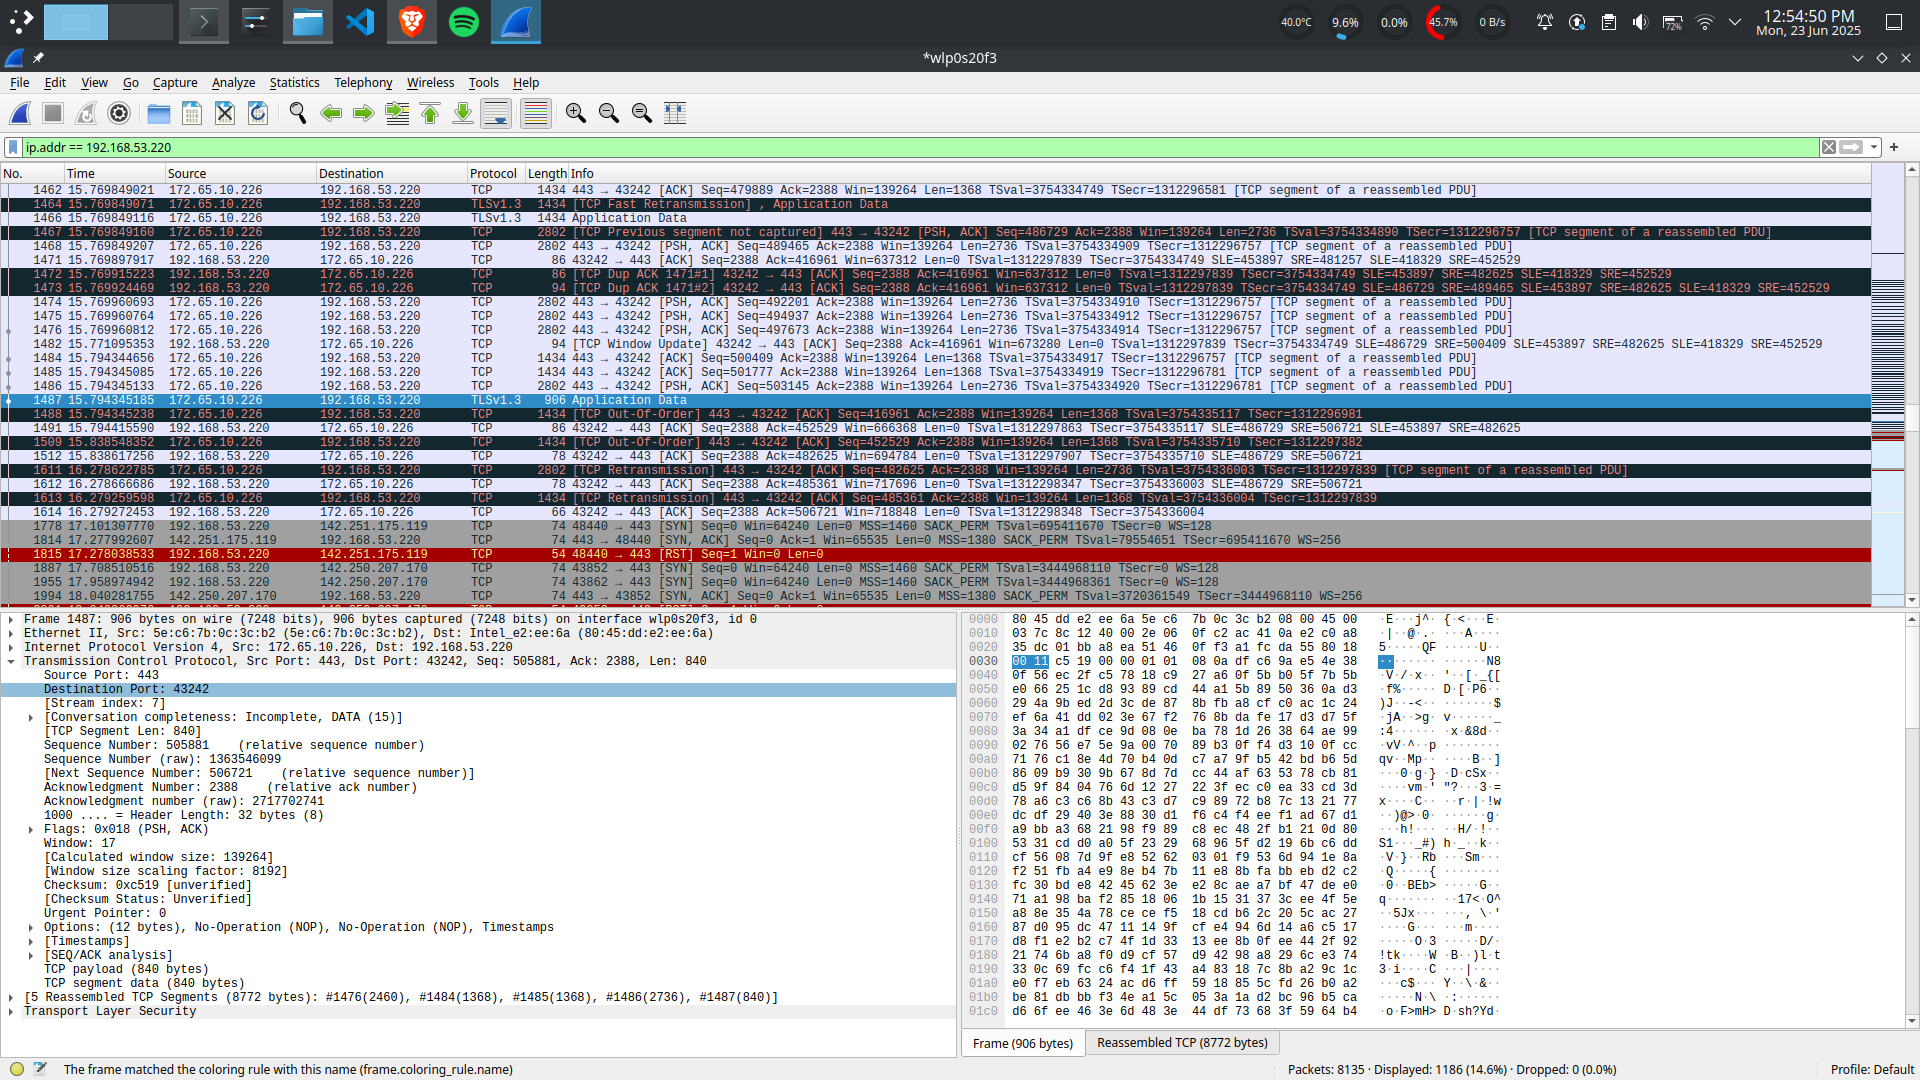 40.0°C 9.6% 0.0% 45.7% 0 B/s 72% 12:54:50 PM
Mon, 23 Jun 2025
*wlp0s20f3
File Edit View Go Capture Analyze Statistics Telephony Wireless Tools Help
ip.addr == 192.168.53.220
No. Time Source Destination Protocol Length Info
1462 15.769849021 172.65.10.226 192.168.53.220 TCP 1434 443 → 43242 [ACK] Seq=479889 Ack=2388 Win=139264 Len=1368 TSval=3754334749 TSecr=1312296581 [TCP segment of a reassembled PDU]
1464 15.769849071 172.65.10.226 192.168.53.220 TLSv1.3 1434 [TCP Fast Retransmission] , Application Data
1466 15.769849116 172.65.10.226 192.168.53.220 TLSv1.3 1434 Application Data
1467 15.769849160 172.65.10.226 192.168.53.220 TCP 2802 [TCP Previous segment not captured] 443 → 43242 [PSH, ACK] Seq=486729 Ack=2388 Win=139264 Len=2736 TSval=3754334890 TSecr=1312296757 [TCP segment of a reassembled PDU]
1468 15.769849207 172.65.10.226 192.168.53.220 TCP 2802 443 → 43242 [PSH, ACK] Seq=489465 Ack=2388 Win=139264 Len=2736 TSval=3754334909 TSecr=1312296757 [TCP segment of a reassembled PDU]
1471 15.769897917 192.168.53.220 172.65.10.226 TCP 86 43242 → 443 [ACK] Seq=2388 Ack=416961 Win=637312 Len=0 TSval=1312297839 TSecr=3754334749 SLE=453897 SRE=481257 SLE=418329 SRE=452529
1472 15.769915223 192.168.53.220 172.65.10.226 TCP 86 [TCP Dup ACK 1471#1] 43242 → 443 [ACK] Seq=2388 Ack=416961 Win=637312 Len=0 TSval=1312297839 TSecr=3754334749 SLE=453897 SRE=482625 SLE=418329 SRE=452529
1473 15.769924469 192.168.53.220 172.65.10.226 TCP 94 [TCP Dup ACK 1471#2] 43242 → 443 [ACK] Seq=2388 Ack=416961 Win=637312 Len=0 TSval=1312297839 TSecr=3754334749 SLE=486729 SRE=489465 SLE=453897 SRE=482625 SLE=418329 SRE=452529
1474 15.769960693 172.65.10.226 192.168.53.220 TCP 2802 443 → 43242 [PSH, ACK] Seq=492201 Ack=2388 Win=139264 Len=2736 TSval=3754334910 TSecr=1312296757 [TCP segment of a reassembled PDU]
1475 15.769960764 172.65.10.226 192.168.53.220 TCP 2802 443 → 43242 [PSH, ACK] Seq=494937 Ack=2388 Win=139264 Len=2736 TSval=3754334912 TSecr=1312296757 [TCP segment of a reassembled PDU]
1476 15.769960812 172.65.10.226 192.168.53.220 TCP 2802 443 → 43242 [PSH, ACK] Seq=497673 Ack=2388 Win=139264 Len=2736 TSval=3754334914 TSecr=1312296757 [TCP segment of a reassembled PDU]
1482 15.771095353 192.168.53.220 172.65.10.226 TCP 94 [TCP Window Update] 43242 → 443 [ACK] Seq=2388 Ack=416961 Win=673280 Len=0 TSval=1312297839 TSecr=3754334749 SLE=486729 SRE=500409 SLE=453897 SRE=482625 SLE=418329 SRE=452529
1484 15.794344656 172.65.10.226 192.168.53.220 TCP 1434 443 → 43242 [ACK] Seq=500409 Ack=2388 Win=139264 Len=1368 TSval=3754334917 TSecr=1312296757 [TCP segment of a reassembled PDU]
1485 15.794345085 172.65.10.226 192.168.53.220 TCP 1434 443 → 43242 [ACK] Seq=501777 Ack=2388 Win=139264 Len=1368 TSval=3754334919 TSecr=1312296781 [TCP segment of a reassembled PDU]
1486 15.794345133 172.65.10.226 192.168.53.220 TCP 2802 443 → 43242 [PSH, ACK] Seq=503145 Ack=2388 Win=139264 Len=2736 TSval=3754334920 TSecr=1312296781 [TCP segment of a reassembled PDU]
1487 15.794345185 172.65.10.226 192.168.53.220 TLSv1.3 906 Application Data
1488 15.794345238 172.65.10.226 192.168.53.220 TCP 1434 [TCP Out-Of-Order] 443 → 43242 [ACK] Seq=416961 Ack=2388 Win=139264 Len=1368 TSval=3754335117 TSecr=1312296981
1491 15.794415590 192.168.53.220 172.65.10.226 TCP 86 43242 → 443 [ACK] Seq=2388 Ack=452529 Win=666368 Len=0 TSval=1312297863 TSecr=3754335117 SLE=486729 SRE=506721 SLE=453897 SRE=482625
1509 15.838548352 172.65.10.226 192.168.53.220 TCP 1434 [TCP Out-Of-Order] 443 → 43242 [ACK] Seq=452529 Ack=2388 Win=139264 Len=1368 TSval=3754335710 TSecr=1312297382
1512 15.838617256 192.168.53.220 172.65.10.226 TCP 78 43242 → 443 [ACK] Seq=2388 Ack=482625 Win=694784 Len=0 TSval=1312297907 TSecr=3754335710 SLE=486729 SRE=506721
1611 16.278622785 172.65.10.226 192.168.53.220 TCP 2802 [TCP Retransmission] 443 → 43242 [ACK] Seq=482625 Ack=2388 Win=139264 Len=2736 TSval=3754336003 TSecr=1312297839 [TCP segment of a reassembled PDU]
1612 16.278666686 192.168.53.220 172.65.10.226 TCP 78 43242 → 443 [ACK] Seq=2388 Ack=485361 Win=717696 Len=0 TSval=1312298347 TSecr=3754336003 SLE=486729 SRE=506721
1613 16.279259598 172.65.10.226 192.168.53.220 TCP 1434 [TCP Retransmission] 443 → 43242 [ACK] Seq=485361 Ack=2388 Win=139264 Len=1368 TSval=3754336004 TSecr=1312297839
1614 16.279272453 192.168.53.220 172.65.10.226 TCP 66 43242 → 443 [ACK] Seq=2388 Ack=506721 Win=718848 Len=0 TSval=1312298348 TSecr=3754336004
1778 17.101307770 192.168.53.220 142.251.175.119 TCP 74 48440 → 443 [SYN] Seq=0 Win=64240 Len=0 MSS=1460 SACK_PERM TSval=695411670 TSecr=0 WS=128
1814 17.277992607 142.251.175.119 192.168.53.220 TCP 74 443 → 48440 [SYN, ACK] Seq=0 Ack=1 Win=65535 Len=0 MSS=1380 SACK_PERM TSval=79554651 TSecr=695411670 WS=256
1815 17.278038533 192.168.53.220 142.251.175.119 TCP 54 48440 → 443 [RST] Seq=1 Win=0 Len=0
1887 17.708510516 192.168.53.220 142.250.207.170 TCP 74 43852 → 443 [SYN] Seq=0 Win=64240 Len=0 MSS=1460 SACK_PERM TSval=3444968110 TSecr=0 WS=128
1955 17.958974942 192.168.53.220 142.250.207.170 TCP 74 43862 → 443 [SYN] Seq=0 Win=64240 Len=0 MSS=1460 SACK_PERM TSval=3444968361 TSecr=0 WS=128
1994 18.040281755 142.250.207.170 192.168.53.220 TCP 74 443 → 43852 [SYN, ACK] Seq=0 Ack=1 Win=65535 Len=0 MSS=1380 SACK_PERM TSval=3720361549 TSecr=3444968110 WS=256
Frame 1487: 906 bytes on wire (7248 bits), 906 bytes captured (7248 bits) on interface wlp0s20f3, id 0
Ethernet II, Src: 5e:c6:7b:0c:3c:b2 (5e:c6:7b:0c:3c:b2), Dst: Intel_e2:ee:6a (80:45:dd:e2:ee:6a)
Internet Protocol Version 4, Src: 172.65.10.226, Dst: 192.168.53.220
Transmission Control Protocol, Src Port: 443, Dst Port: 43242, Seq: 505881, Ack: 2388, Len: 840
Source Port: 443
Destination Port: 43242
[Stream index: 7]
[Conversation completeness: Incomplete, DATA (15)]
[TCP Segment Len: 840]
Sequence Number: 505881 (relative sequence number)
Sequence Number (raw): 1363546099
[Next Sequence Number: 506721 (relative sequence number)]
Acknowledgment Number: 2388 (relative ack number)
Acknowledgment number (raw): 2717702741
1000 .... = Header Length: 32 bytes (8)
Flags: 0x018 (PSH, ACK)
Window: 17
[Calculated window size: 139264]
[Window size scaling factor: 8192]
Checksum: 0xc519 [unverified]
[Checksum Status: Unverified]
Urgent Pointer: 0
Options: (12 bytes), No-Operation (NOP), No-Operation (NOP), Timestamps
[Timestamps]
[SEQ/ACK analysis]
TCP payload (840 bytes)
TCP segment data (840 bytes)
[5 Reassembled TCP Segments (8772 bytes): #1476(2460), #1484(1368), #1485(1368), #1486(2736), #1487(840)]
Transport Layer Security
0000 80 45 dd e2 ee 6a 5e c6 7b 0c 3c b2 08 00 45 00
0010 03 7c 8c 12 40 00 2e 06 0f c2 ac 41 0a e2 c0 a8
0020 35 dc 01 bb a8 ea 51 46 0f f3 a1 fc da 55 80 18
0030 00 11 c5 19 00 00 01 01 08 0a df c6 9a e5 4e 38
0040 0f 56 ec 2f c5 78 18 c9 27 a6 0f 5b b0 5f 7b 5b
0050 e0 66 25 1c d8 93 89 cd 44 a1 5b 89 50 36 0a d3
0060 29 4a 9b ed 2d 3c de 87 8b fb a8 cf c0 ac 1c 24
0070 ef 6a 41 dd 02 3e 67 f2 76 8b da fe 17 d3 d7 5f
0080 3a 34 a1 df ce 9d 08 0e ba 78 1d 26 38 64 ae 99
0090 02 76 56 e7 5e 9a 00 70 89 b3 0f f4 d3 10 0f cc
00a0 71 76 c1 8e 4d 70 b4 0d c7 a7 9f b5 42 bd b6 5d
00b0 86 09 b9 30 9b 67 8d 7d cc 44 af 63 53 78 cb 81
00c0 d5 9f 84 04 76 6d 12 27 22 3f ec c0 ea 33 cd 3d
00d0 78 a6 c3 c6 8b 43 c3 d7 c9 89 72 b8 7c 13 21 77
00e0 dc df 29 40 3e 88 30 d1 f6 c4 f4 ee f1 ad 67 d1
00f0 a9 bb a3 68 21 98 f9 89 c8 ec 48 2f b1 21 0d 80
0100 53 31 cd d0 a0 5f 23 29 68 96 5f d2 19 6b c6 dd
0110 cf 56 08 7d 9f e8 52 62 03 01 f9 53 6d 94 1e 8a
0120 f2 51 fb a4 e9 8e b4 7b 11 e8 8b fa bb eb d2 c2
0130 fc 30 bd e8 42 45 62 3e e2 8c ae a7 bf 47 de e0
0140 71 a1 98 ba f2 85 18 06 1b 15 31 37 3c ee 4f 5e
0150 a8 8e 35 4a 78 ce ce f5 18 cd b6 2c 20 5c ac 27
0160 87 d0 95 dc 47 11 14 9f cf e4 94 6d 14 a6 c5 17
0170 d8 f1 e2 b2 c7 4f 1d 33 13 ee 8b 0f ee 44 2f 92
0180 21 74 6b a8 f0 d9 cf 57 d9 42 98 a8 29 6c e3 74
0190 33 0c 69 fc c6 f4 1f 43 a4 83 18 7c 8b a2 9c 1c
01a0 e0 f7 eb 63 24 ac d6 ff 59 18 85 5c fd 26 b0 a2
01b0 be 81 db bb f3 4e a1 5c 05 3a 1a d2 bc 96 b5 ca
01c0 d6 6f ee 46 3e 6d 48 3e 44 df 73 68 3f 59 64 b4
Frame (906 bytes) Reassembled TCP (8772 bytes)
The frame matched the coloring rule with this name (frame.coloring_rule.name) Packets: 8135 · Displayed: 1186 (14.6%) · Dropped: 0 (0.0%) Profile: Default